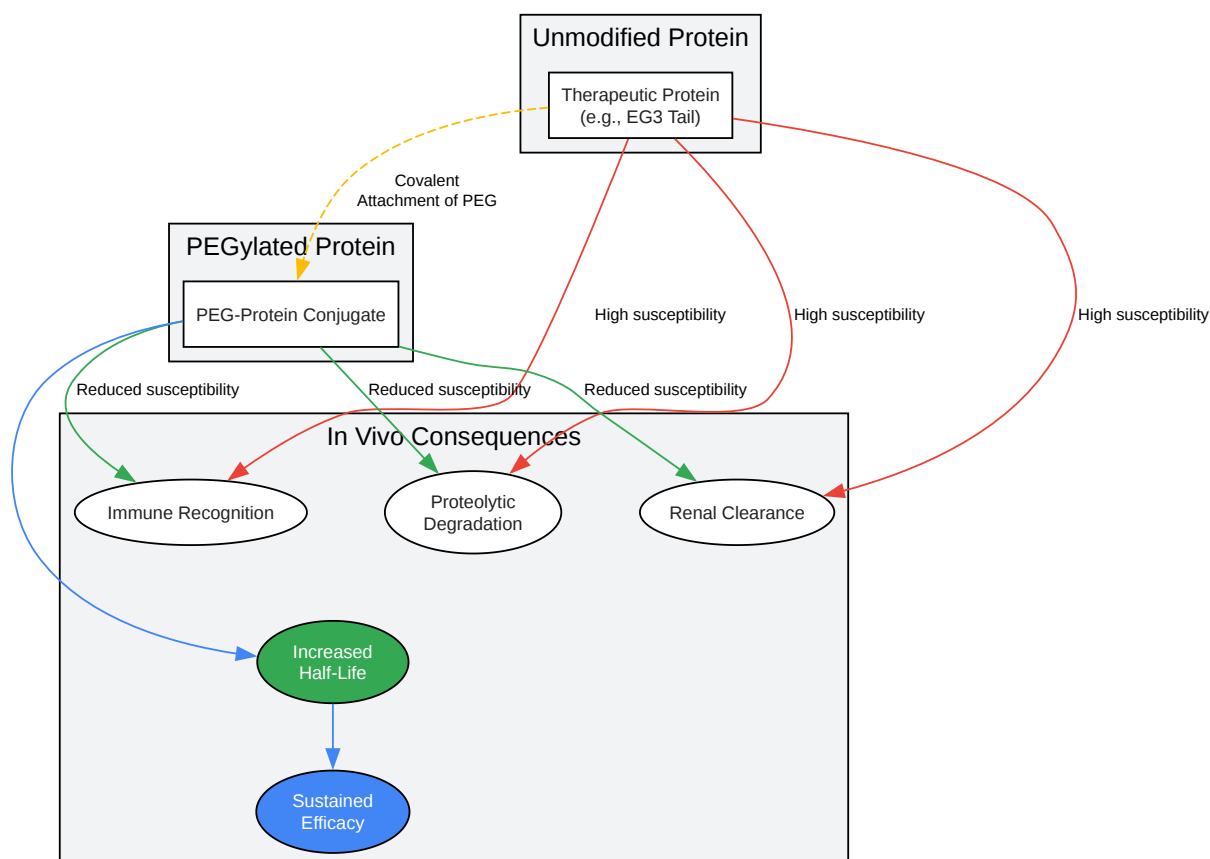 Unmodified Protein
Therapeutic Protein
(e.g., EG3 Tail)
Covalent
Attachment of PEG
PEGylated Protein
PEG-Protein Conjugate
High susceptibility
High susceptibility
High susceptibility
Reduced susceptibility
Reduced susceptibility
Reduced susceptibility
In Vivo Consequences
Immune Recognition
Proteolytic
Degradation
Renal Clearance
Increased
Half-Life
Sustained
Efficacy